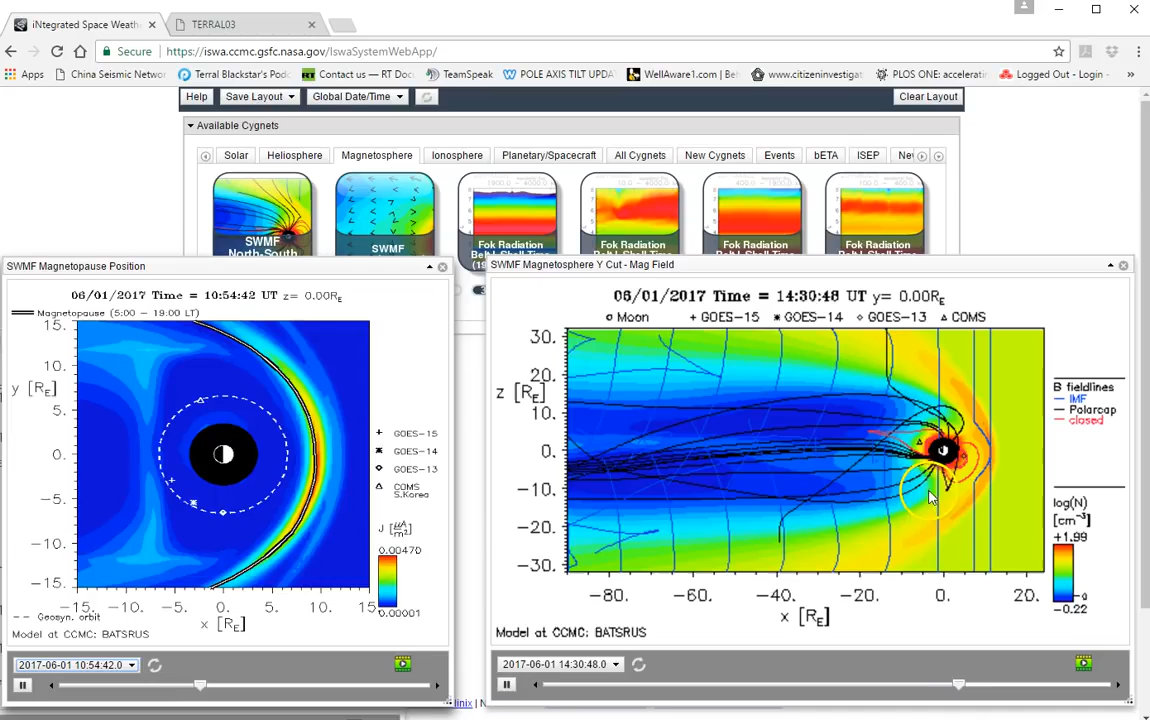 iNtegrated Space Weath
TERRAL03
Secure
https://iswa.ccmc.gsfc.nasa.gov/IswaSystemWebApp/
Apps
China Seismic Netwo
Terral Blackstar's Pod
Contact us — RT Doc
TeamSpeak
POLE AXIS TILT UPDA
WellAware1.com | Be
www.citizeninvestigat
PLOS ONE: accelerati
Logged Out - Login
Help
Save Layout
Global Date/Time
Clear Layout
Available Cygnets
Solar
Heliosphere
Magnetosphere
Ionosphere
Planetary/Spacecraft
All Cygnets
New Cygnets
Events
bETA
ISEP
SWMF
North-South
SWMF
Fok Radiation
Fok Radiation
Fok Radiation
Fok Radiation
SWMF Magnetopause Position
06/01/2017 Time = 10:54:42 UT z= 0.00RE
Magnetopause (5:00 - 19:00 LT)
y [RE]
15.
10.
5.
0.
-5.
-10.
-15.
-15. -10. -5. 0. 5. 10. 15
x [RE]
GOES-15
GOES-14
GOES-13
COMS
S.Korea
J [μA/m²]
0.00470
0.00001
Geosyn. orbit
Model at CCMC: BATSRUS
2017-06-01 10:54:42.0
SWMF Magnetosphere Y Cut - Mag Field
06/01/2017 Time = 14:30:48 UT y= 0.00RE
Moon
GOES-15
GOES-14
GOES-13
COMS
z [RE]
30.
20.
10.
0.
-10.
-20.
-30.
-80. -60. -40. -20. 0. 20.
x [RE]
B fieldlines
IMF
Polarcap
closed
log(N)
[cm⁻³]
+1.99
-0.22
Model at CCMC: BATSRUS
2017-06-01 14:30:48.0